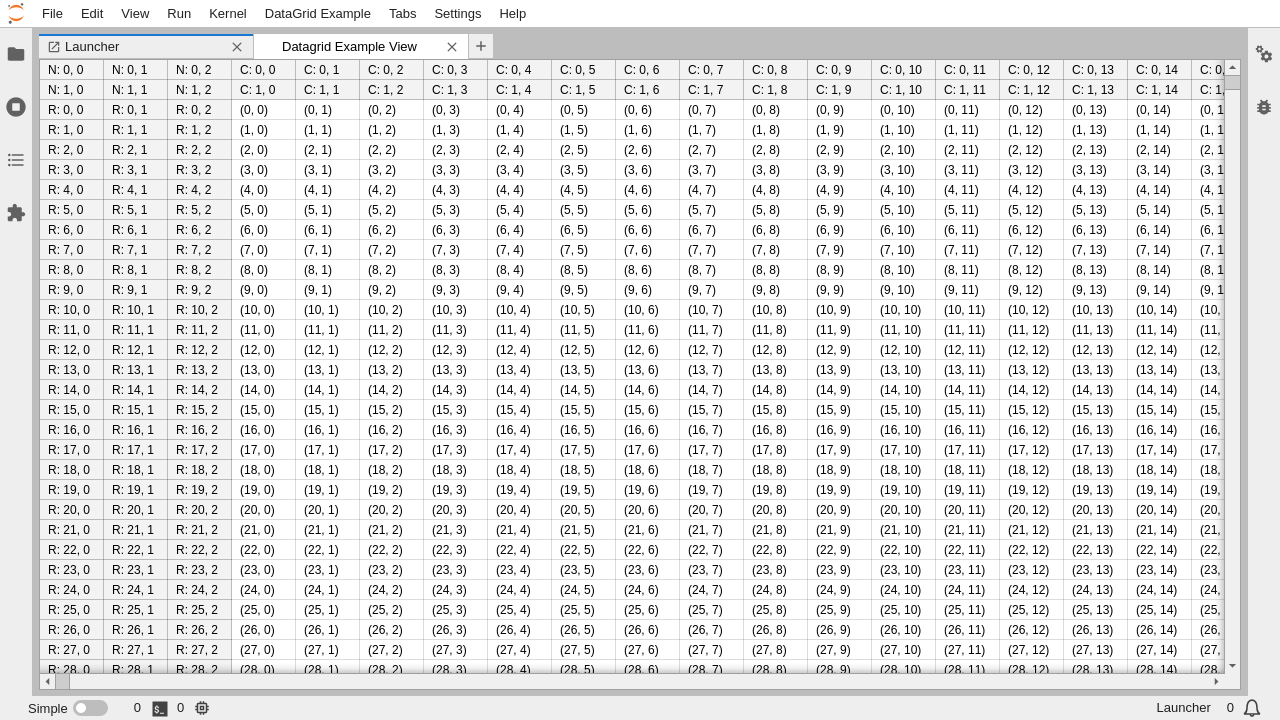 File Edit View Run Kernel DataGrid Example Tabs Settings Help
Launcher Datagrid Example View
N: 0, 0 N: 0, 1 N: 0, 2 C: 0, 0 C: 0, 1 C: 0, 2 C: 0, 3 C: 0, 4 C: 0, 5 C: 0, 6 C: 0, 7 C: 0, 8 C: 0, 9 C: 0, 10 C: 0, 11 C: 0, 12 C: 0, 13 C: 0, 14 C: 0,
N: 1, 0 N: 1, 1 N: 1, 2 C: 1, 0 C: 1, 1 C: 1, 2 C: 1, 3 C: 1, 4 C: 1, 5 C: 1, 6 C: 1, 7 C: 1, 8 C: 1, 9 C: 1, 10 C: 1, 11 C: 1, 12 C: 1, 13 C: 1, 14 C: 1,
R: 0, 0 R: 0, 1 R: 0, 2 (0, 0) (0, 1) (0, 2) (0, 3) (0, 4) (0, 5) (0, 6) (0, 7) (0, 8) (0, 9) (0, 10) (0, 11) (0, 12) (0, 13) (0, 14) (0, 1
R: 1, 0 R: 1, 1 R: 1, 2 (1, 0) (1, 1) (1, 2) (1, 3) (1, 4) (1, 5) (1, 6) (1, 7) (1, 8) (1, 9) (1, 10) (1, 11) (1, 12) (1, 13) (1, 14) (1, 1
R: 2, 0 R: 2, 1 R: 2, 2 (2, 0) (2, 1) (2, 2) (2, 3) (2, 4) (2, 5) (2, 6) (2, 7) (2, 8) (2, 9) (2, 10) (2, 11) (2, 12) (2, 13) (2, 14) (2, 1
R: 3, 0 R: 3, 1 R: 3, 2 (3, 0) (3, 1) (3, 2) (3, 3) (3, 4) (3, 5) (3, 6) (3, 7) (3, 8) (3, 9) (3, 10) (3, 11) (3, 12) (3, 13) (3, 14) (3, 1
R: 4, 0 R: 4, 1 R: 4, 2 (4, 0) (4, 1) (4, 2) (4, 3) (4, 4) (4, 5) (4, 6) (4, 7) (4, 8) (4, 9) (4, 10) (4, 11) (4, 12) (4, 13) (4, 14) (4, 1
R: 5, 0 R: 5, 1 R: 5, 2 (5, 0) (5, 1) (5, 2) (5, 3) (5, 4) (5, 5) (5, 6) (5, 7) (5, 8) (5, 9) (5, 10) (5, 11) (5, 12) (5, 13) (5, 14) (5, 1
R: 6, 0 R: 6, 1 R: 6, 2 (6, 0) (6, 1) (6, 2) (6, 3) (6, 4) (6, 5) (6, 6) (6, 7) (6, 8) (6, 9) (6, 10) (6, 11) (6, 12) (6, 13) (6, 14) (6, 1
R: 7, 0 R: 7, 1 R: 7, 2 (7, 0) (7, 1) (7, 2) (7, 3) (7, 4) (7, 5) (7, 6) (7, 7) (7, 8) (7, 9) (7, 10) (7, 11) (7, 12) (7, 13) (7, 14) (7, 1
R: 8, 0 R: 8, 1 R: 8, 2 (8, 0) (8, 1) (8, 2) (8, 3) (8, 4) (8, 5) (8, 6) (8, 7) (8, 8) (8, 9) (8, 10) (8, 11) (8, 12) (8, 13) (8, 14) (8, 1
R: 9, 0 R: 9, 1 R: 9, 2 (9, 0) (9, 1) (9, 2) (9, 3) (9, 4) (9, 5) (9, 6) (9, 7) (9, 8) (9, 9) (9, 10) (9, 11) (9, 12) (9, 13) (9, 14) (9, 1
R: 10, 0 R: 10, 1 R: 10, 2 (10, 0) (10, 1) (10, 2) (10, 3) (10, 4) (10, 5) (10, 6) (10, 7) (10, 8) (10, 9) (10, 10) (10, 11) (10, 12) (10, 13) (10, 14) (10,
R: 11, 0 R: 11, 1 R: 11, 2 (11, 0) (11, 1) (11, 2) (11, 3) (11, 4) (11, 5) (11, 6) (11, 7) (11, 8) (11, 9) (11, 10) (11, 11) (11, 12) (11, 13) (11, 14) (11,
R: 12, 0 R: 12, 1 R: 12, 2 (12, 0) (12, 1) (12, 2) (12, 3) (12, 4) (12, 5) (12, 6) (12, 7) (12, 8) (12, 9) (12, 10) (12, 11) (12, 12) (12, 13) (12, 14) (12,
R: 13, 0 R: 13, 1 R: 13, 2 (13, 0) (13, 1) (13, 2) (13, 3) (13, 4) (13, 5) (13, 6) (13, 7) (13, 8) (13, 9) (13, 10) (13, 11) (13, 12) (13, 13) (13, 14) (13,
R: 14, 0 R: 14, 1 R: 14, 2 (14, 0) (14, 1) (14, 2) (14, 3) (14, 4) (14, 5) (14, 6) (14, 7) (14, 8) (14, 9) (14, 10) (14, 11) (14, 12) (14, 13) (14, 14) (14,
R: 15, 0 R: 15, 1 R: 15, 2 (15, 0) (15, 1) (15, 2) (15, 3) (15, 4) (15, 5) (15, 6) (15, 7) (15, 8) (15, 9) (15, 10) (15, 11) (15, 12) (15, 13) (15, 14) (15,
R: 16, 0 R: 16, 1 R: 16, 2 (16, 0) (16, 1) (16, 2) (16, 3) (16, 4) (16, 5) (16, 6) (16, 7) (16, 8) (16, 9) (16, 10) (16, 11) (16, 12) (16, 13) (16, 14) (16,
R: 17, 0 R: 17, 1 R: 17, 2 (17, 0) (17, 1) (17, 2) (17, 3) (17, 4) (17, 5) (17, 6) (17, 7) (17, 8) (17, 9) (17, 10) (17, 11) (17, 12) (17, 13) (17, 14) (17,
R: 18, 0 R: 18, 1 R: 18, 2 (18, 0) (18, 1) (18, 2) (18, 3) (18, 4) (18, 5) (18, 6) (18, 7) (18, 8) (18, 9) (18, 10) (18, 11) (18, 12) (18, 13) (18, 14) (18,
R: 19, 0 R: 19, 1 R: 19, 2 (19, 0) (19, 1) (19, 2) (19, 3) (19, 4) (19, 5) (19, 6) (19, 7) (19, 8) (19, 9) (19, 10) (19, 11) (19, 12) (19, 13) (19, 14) (19,
R: 20, 0 R: 20, 1 R: 20, 2 (20, 0) (20, 1) (20, 2) (20, 3) (20, 4) (20, 5) (20, 6) (20, 7) (20, 8) (20, 9) (20, 10) (20, 11) (20, 12) (20, 13) (20, 14) (20,
R: 21, 0 R: 21, 1 R: 21, 2 (21, 0) (21, 1) (21, 2) (21, 3) (21, 4) (21, 5) (21, 6) (21, 7) (21, 8) (21, 9) (21, 10) (21, 11) (21, 12) (21, 13) (21, 14) (21,
R: 22, 0 R: 22, 1 R: 22, 2 (22, 0) (22, 1) (22, 2) (22, 3) (22, 4) (22, 5) (22, 6) (22, 7) (22, 8) (22, 9) (22, 10) (22, 11) (22, 12) (22, 13) (22, 14) (22,
R: 23, 0 R: 23, 1 R: 23, 2 (23, 0) (23, 1) (23, 2) (23, 3) (23, 4) (23, 5) (23, 6) (23, 7) (23, 8) (23, 9) (23, 10) (23, 11) (23, 12) (23, 13) (23, 14) (23,
R: 24, 0 R: 24, 1 R: 24, 2 (24, 0) (24, 1) (24, 2) (24, 3) (24, 4) (24, 5) (24, 6) (24, 7) (24, 8) (24, 9) (24, 10) (24, 11) (24, 12) (24, 13) (24, 14) (24,
R: 25, 0 R: 25, 1 R: 25, 2 (25, 0) (25, 1) (25, 2) (25, 3) (25, 4) (25, 5) (25, 6) (25, 7) (25, 8) (25, 9) (25, 10) (25, 11) (25, 12) (25, 13) (25, 14) (25,
R: 26, 0 R: 26, 1 R: 26, 2 (26, 0) (26, 1) (26, 2) (26, 3) (26, 4) (26, 5) (26, 6) (26, 7) (26, 8) (26, 9) (26, 10) (26, 11) (26, 12) (26, 13) (26, 14) (26,
R: 27, 0 R: 27, 1 R: 27, 2 (27, 0) (27, 1) (27, 2) (27, 3) (27, 4) (27, 5) (27, 6) (27, 7) (27, 8) (27, 9) (27, 10) (27, 11) (27, 12) (27, 13) (27, 14) (27,
R: 28, 0 R: 28, 1 R: 28, 2 (28, 0) (28, 1) (28, 2) (28, 3) (28, 4) (28, 5) (28, 6) (28, 7) (28, 8) (28, 9) (28, 10) (28, 11) (28, 12) (28, 13) (28, 14) (28,
Simple 0 0 Launcher 0